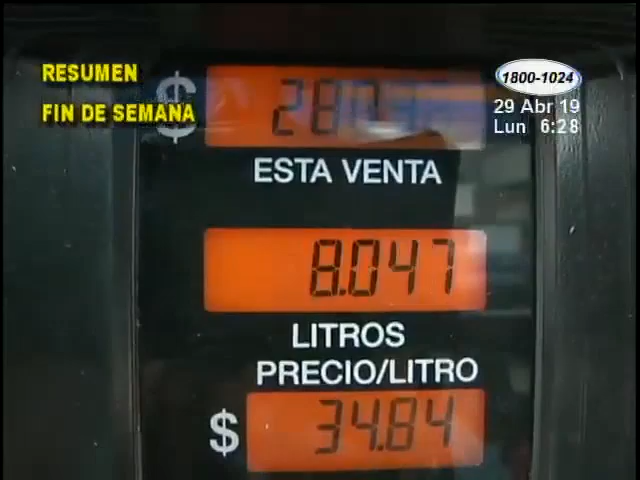 RESUMEN
FIN DE SEMANA
1800-1024
29 Abr 19
Lun 6:28
$
ESTA VENTA
8.047
LITROS
PRECIO/LITRO
$ 34.84